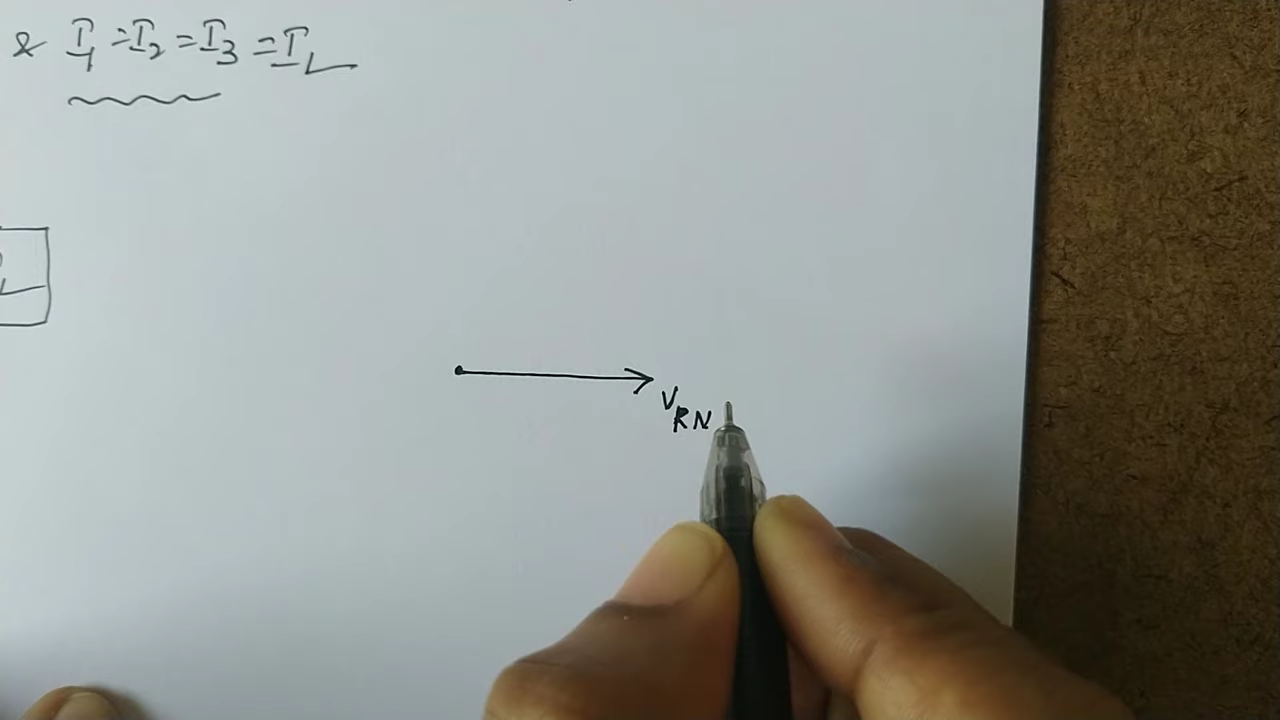 & I1 = I2 = I3 = IL
L
VRN